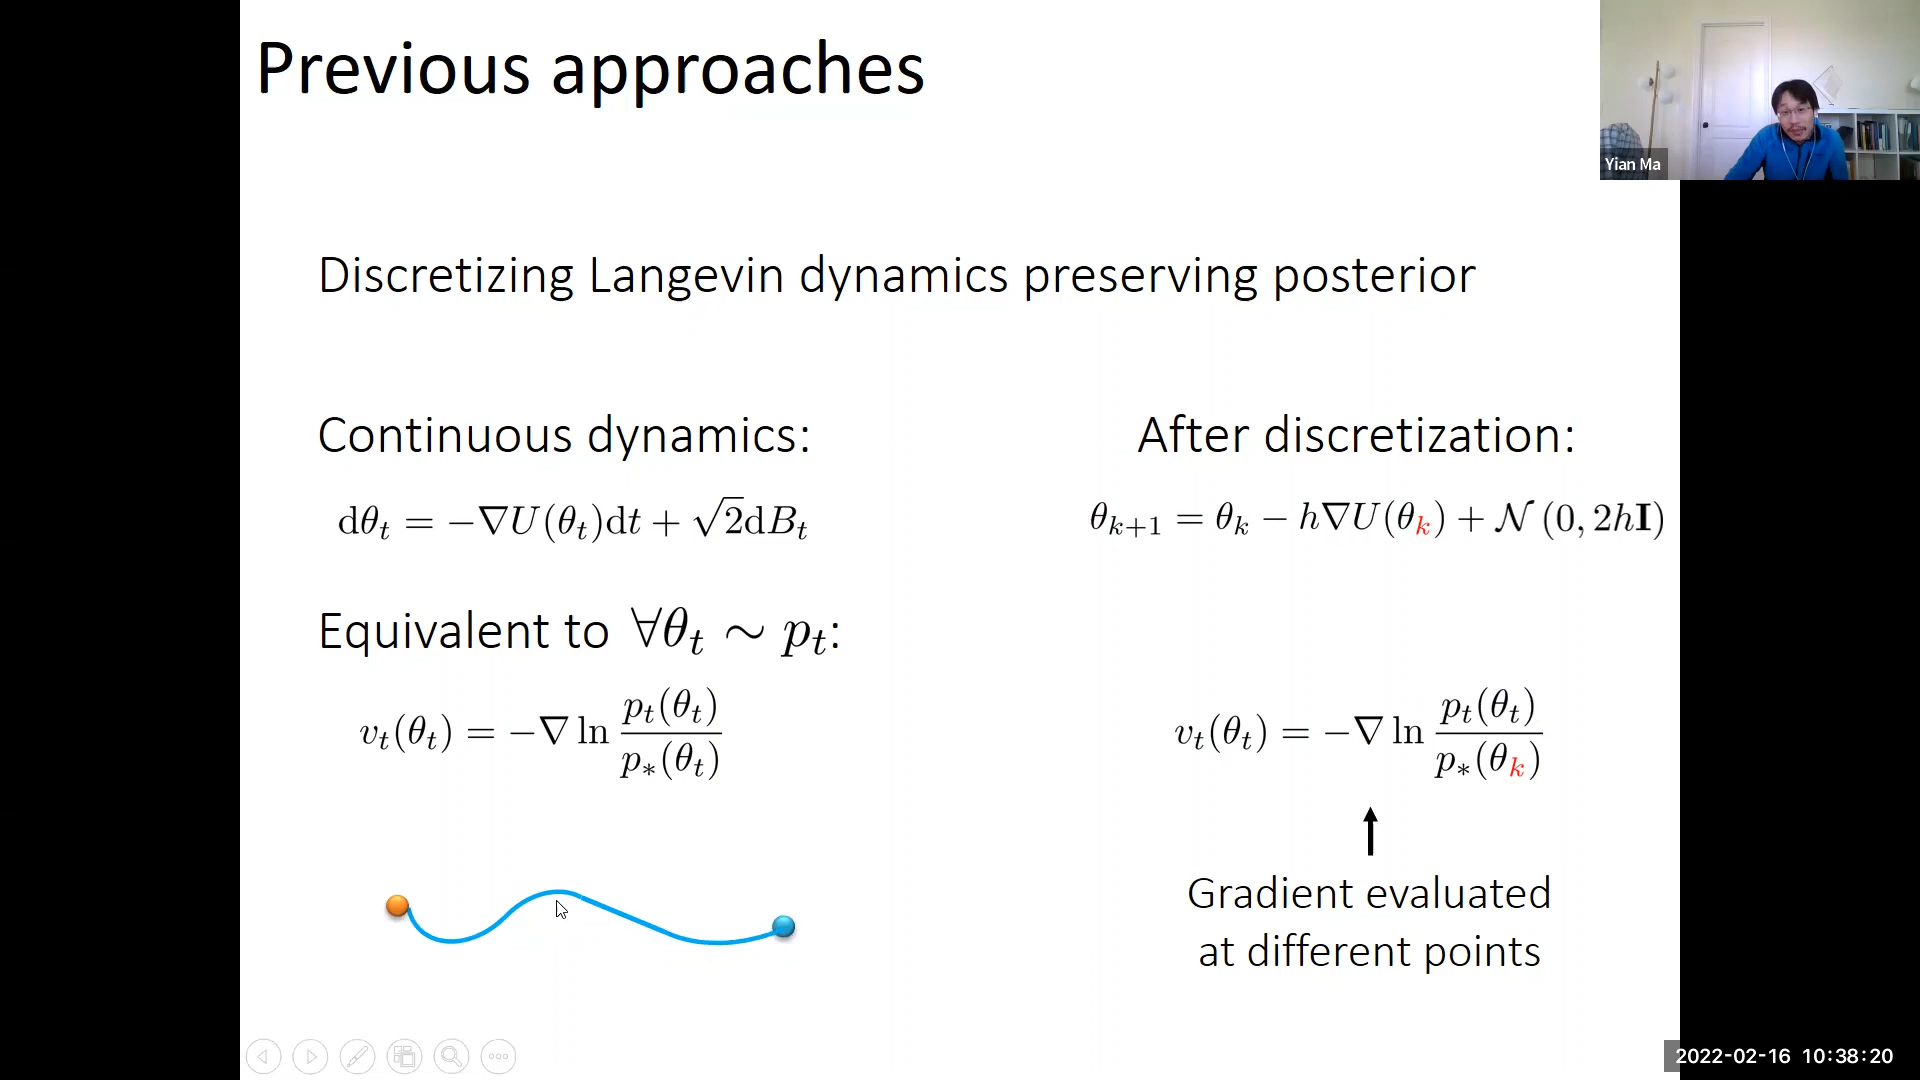 Previous approaches
Yian Ma
Discretizing Langevin dynamics preserving posterior
Continuous dynamics:
After discretization:
dθ_t = −∇U(θ_t)dt + √2dB_t
θ_{k+1} = θ_k − h∇U(θ_k) + 𝒩(0, 2hI)
Equivalent to ∀θ_t ∼ p_t:
v_t(θ_t) = −∇ ln p_t(θ_t) / p_*(θ_t)
v_t(θ_t) = −∇ ln p_t(θ_t) / p_*(θ_k)
Gradient evaluated
at different points
2022-02-16 10:38:20